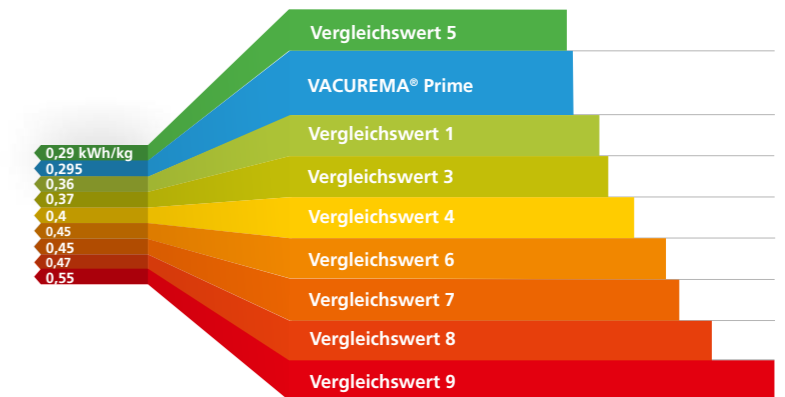 Vergleichswert 5
VACUREMA® Prime
Vergleichswert 1
Vergleichswert 3
Vergleichswert 4
Vergleichswert 6
Vergleichswert 7
Vergleichswert 8
Vergleichswert 9
0,29 kWh/kg
0,295
0,36
0,37
0,4
0,45
0,45
0,47
0,55